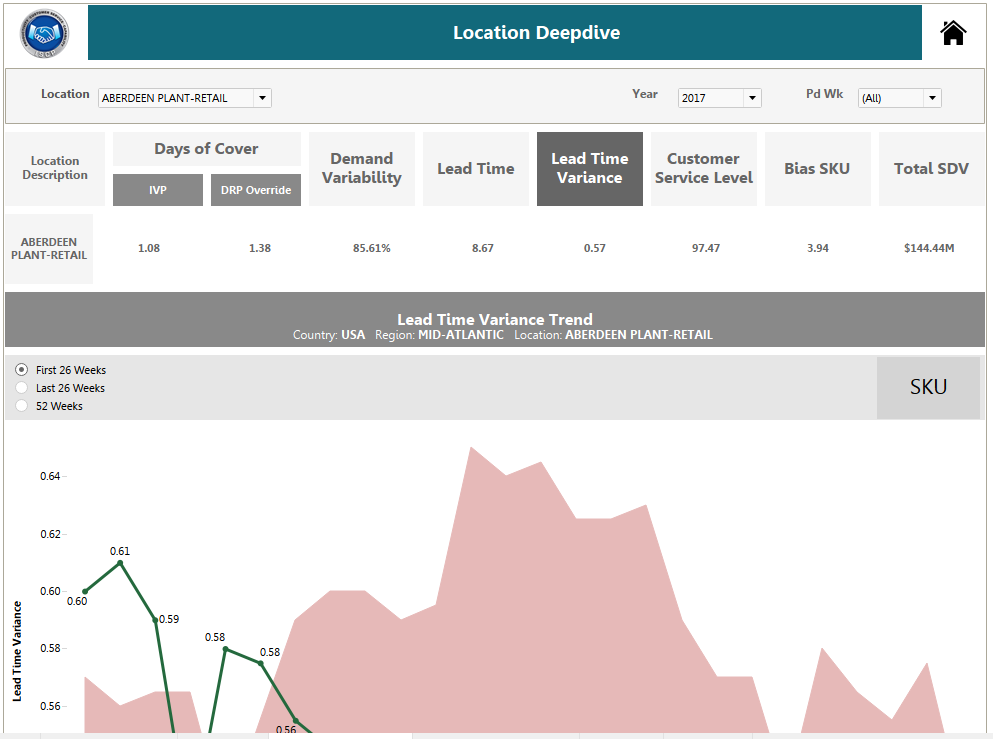 Location Deepdive
Location
ABERDEEN PLANT-RETAIL
Year
2017
Pd Wk
(All)
Location
Description
Days of Cover
IVP
DRP Override
Demand
Variability
Lead Time
Lead Time
Variance
Customer
Service Level
Bias SKU
Total SDV
ABERDEEN
PLANT-RETAIL
1.08
1.38
85.61%
8.67
0.57
97.47
3.94
$144.44M
Lead Time Variance Trend
Country: USA Region: MID-ATLANTIC Location: ABERDEEN PLANT-RETAIL
First 26 Weeks
Last 26 Weeks
52 Weeks
SKU
Lead Time Variance
0.64
0.62
0.60
0.58
0.56
0.60
0.61
0.59
0.58
0.58
0.56